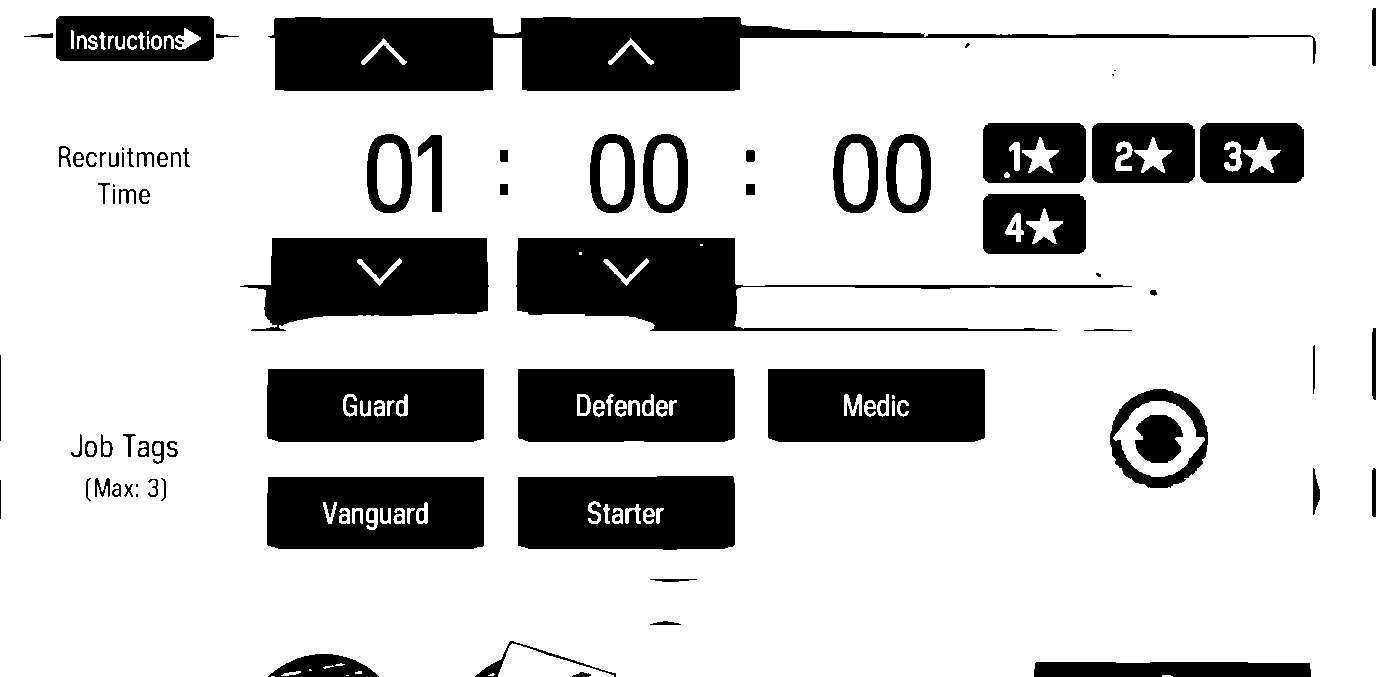 Instructions
Recruitment
Time
01 : 00 : 00
1★ 2★ 3★
4★
Job Tags
(Max: 3)
Guard Defender Medic
Vanguard Starter